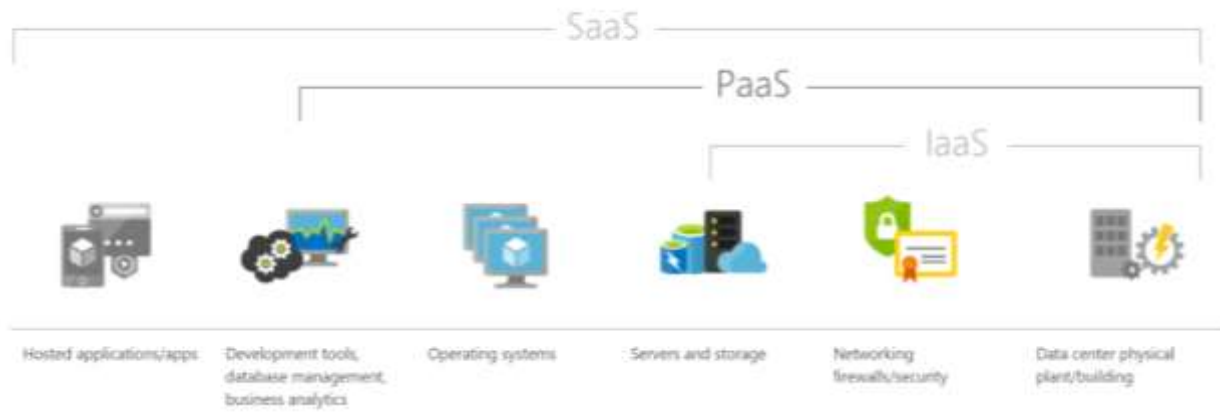 SaaS
PaaS
IaaS
Hosted applications/apps
Development tools,
database management,
business analytics
Operating systems
Servers and storage
Networking
firewalls/security
Data center physical
plant/building